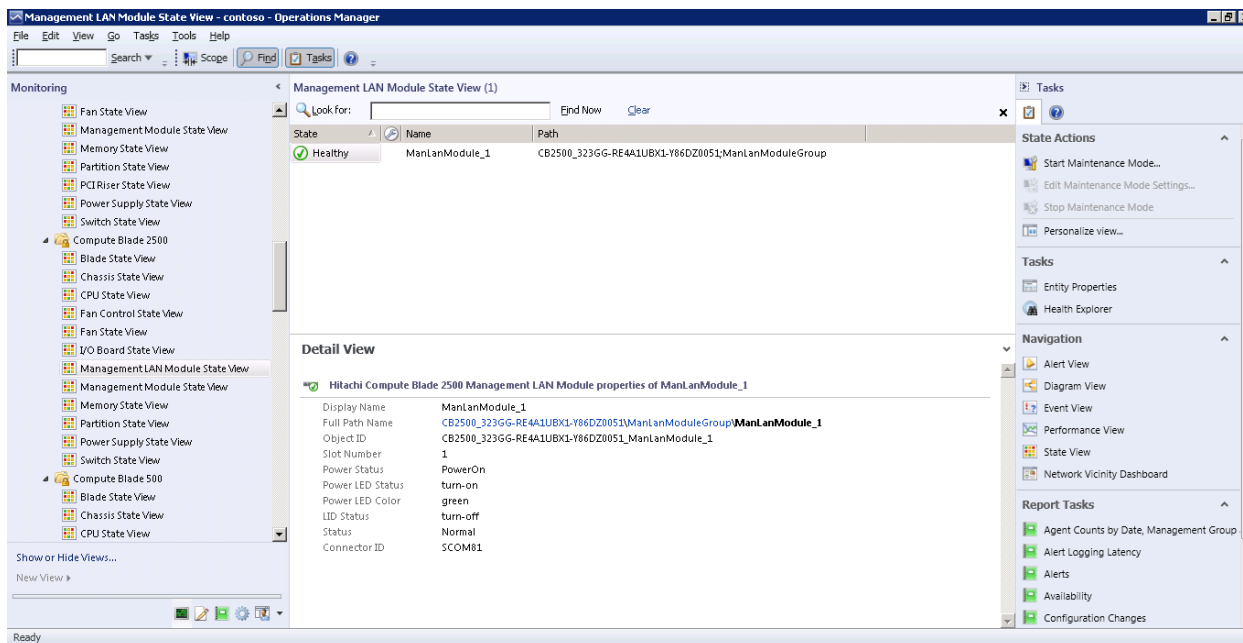 Management LAN Module State View - contoso - Operations Manager
File Edit View Go Tasks Tools Help
Search Scope Find Tasks
Monitoring
Fan State View
Management Module State View
Memory State View
Partition State View
PCI Riser State View
Power Supply State View
Switch State View
Compute Blade 2500
Blade State View
Chassis State View
CPU State View
Fan Control State View
Fan State View
I/O Board State View
Management LAN Module State View
Management Module State View
Memory State View
Partition State View
Power Supply State View
Switch State View
Compute Blade 500
Blade State View
Chassis State View
CPU State View
Show or Hide Views...
New View
Management LAN Module State View (1)
Look for: Find Now Clear
State Name Path
Healthy ManLanModule_1 CB2500_323GG-RE4A1UBX1-Y86DZ0051;ManLanModuleGroup
Detail View
Hitachi Compute Blade 2500 Management LAN Module properties of ManLanModule_1
Display Name ManLanModule_1
Full Path Name CB2500_323GG-RE4A1UBX1-Y86DZ0051\ManLanModuleGroup\ManLanModule_1
Object ID CB2500_323GG-RE4A1UBX1-Y86DZ0051_ManLanModule_1
Slot Number 1
Power Status PowerOn
Power LED Status turn-on
Power LED Color green
LID Status turn-off
Status Normal
Connector ID SCOM81
Tasks
State Actions
Start Maintenance Mode...
Edit Maintenance Mode Settings...
Stop Maintenance Mode
Personalize view...
Tasks
Entity Properties
Health Explorer
Navigation
Alert View
Diagram View
Event View
Performance View
State View
Network Vicinity Dashboard
Report Tasks
Agent Counts by Date, Management Group
Alert Logging Latency
Alerts
Availability
Configuration Changes
Ready